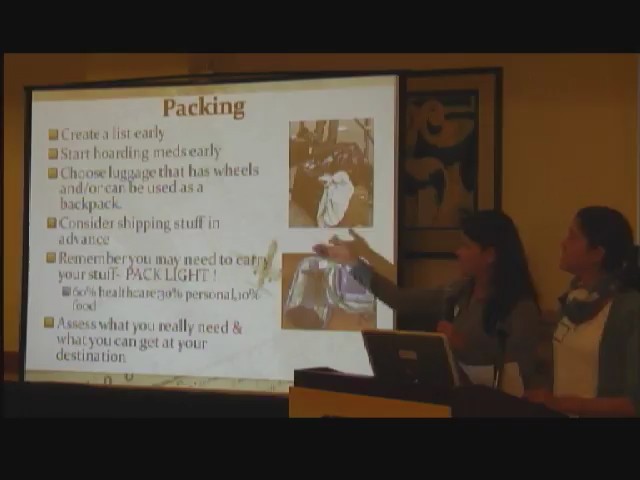 Packing
Create a list early
Start hoarding meds early
Choose luggage that has wheels
and/or can be used as a
backpack.
Consider shipping stuff in
advance
Remember you may need to carry
your stuff- PACK LIGHT !
60% healthcare,30% personal,10%
food
Assess what you really need &
what you can get at your
destination